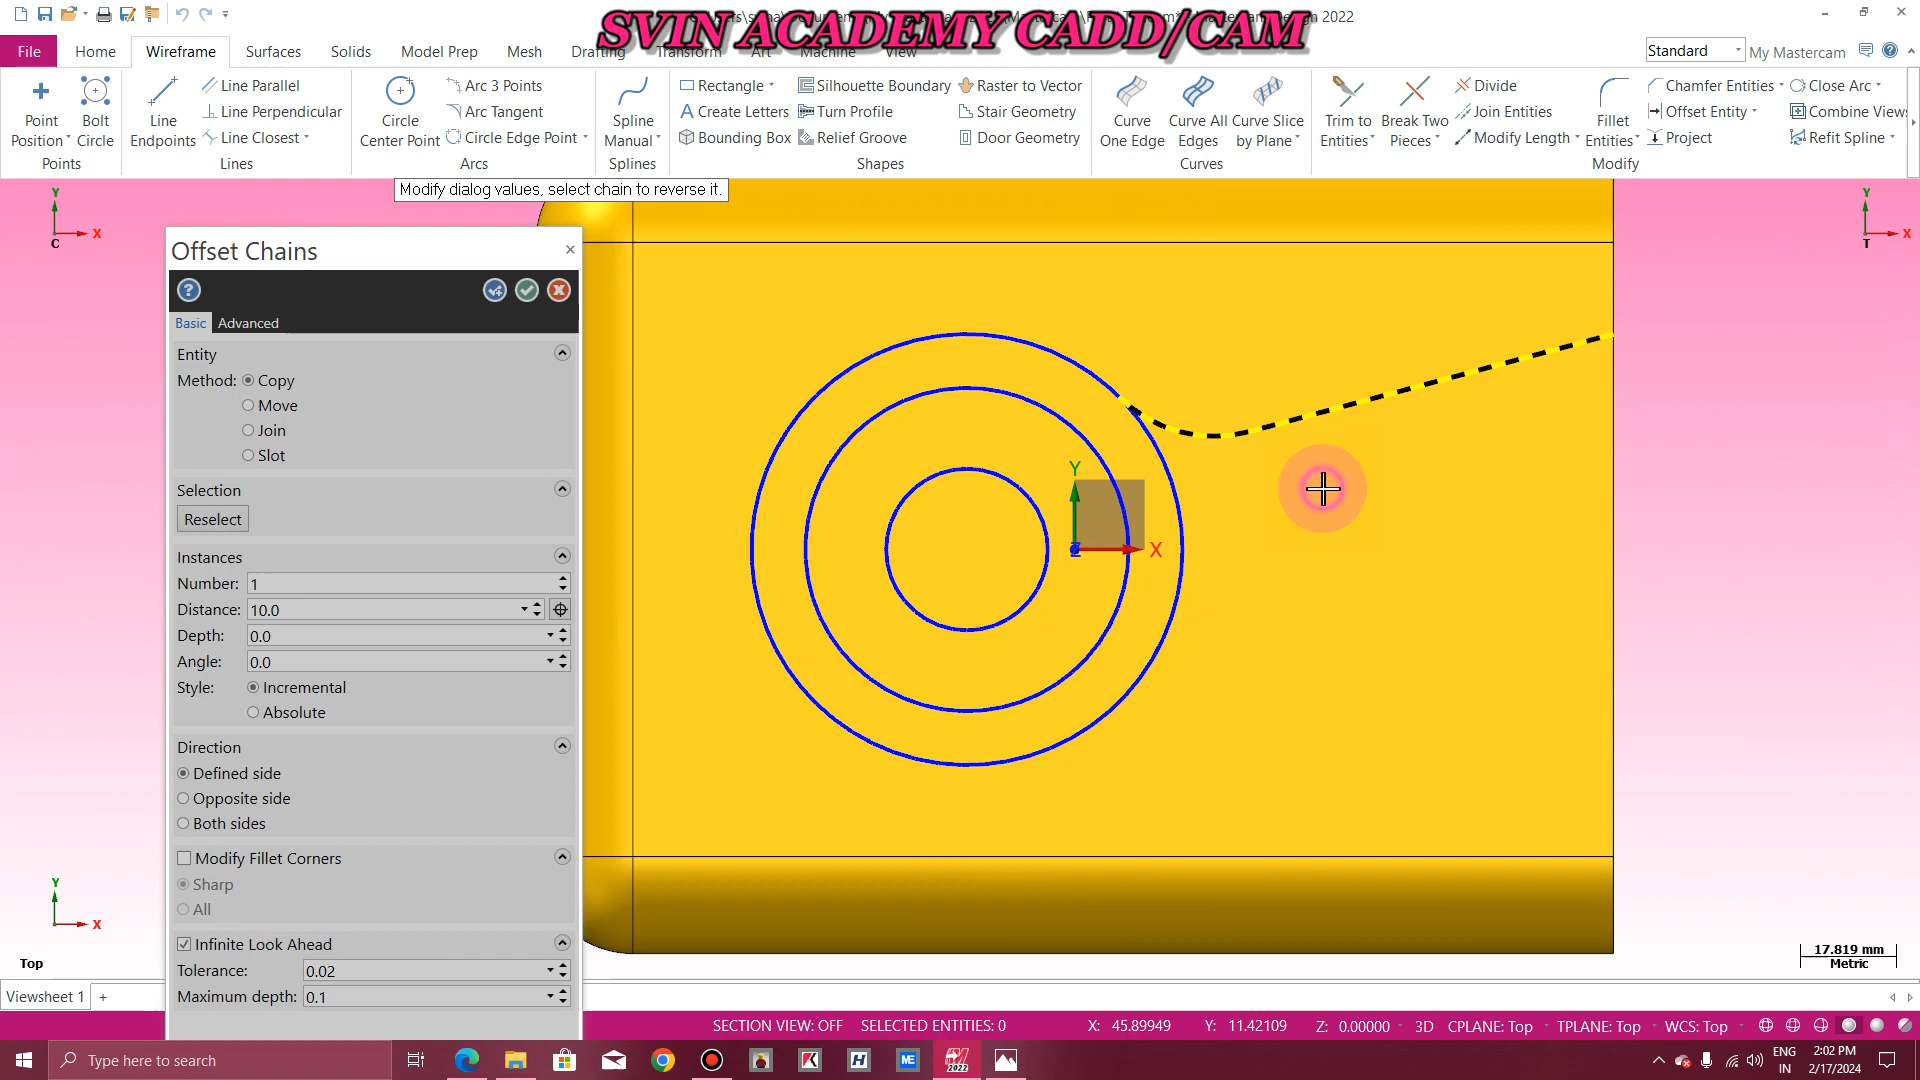 SVIN ACADEMY CADD/CAM
File Home Wireframe Surfaces Solids Model Prep Mesh Drafting Transform Art Machine View
Standard My Mastercam
Point Position Bolt Circle
Points
Line Endpoints
Line Parallel
Line Perpendicular
Line Closest
Lines
Circle Center Point
Arc 3 Points
Arc Tangent
Circle Edge Point
Arcs
Spline Manual
Splines
Rectangle Silhouette Boundary Raster to Vector
Create Letters Turn Profile Stair Geometry
Bounding Box Relief Groove Door Geometry
Shapes
Curve One Edge Curve All Edges Curve Slice by Plane
Curves
Trim to Entities Break Two Pieces
Divide
Join Entities
Modify Length
Fillet Entities
Chamfer Entities Close Arc
Offset Entity Combine Views
Project Refit Spline
Modify
Modify dialog values, select chain to reverse it.
Y X C
Y X T
Offset Chains
Basic Advanced
Entity
Method: Copy
Move
Join
Slot
Selection
Reselect
Instances
Number: 1
Distance: 10.0
Depth: 0.0
Angle: 0.0
Style: Incremental
Absolute
Direction
Defined side
Opposite side
Both sides
Modify Fillet Corners
Sharp
All
Infinite Look Ahead
Tolerance: 0.02
Maximum depth: 0.1
Y
Z X
Y
X
Top
17.819 mm
Metric
Viewsheet 1 +
SECTION VIEW: OFF SELECTED ENTITIES: 0 X: 45.89949 Y: 11.42109 Z: 0.00000 3D CPLANE: Top TPLANE: Top WCS: Top
Type here to search
ME
2022
ENG
IN
2:02 PM
2/17/2024